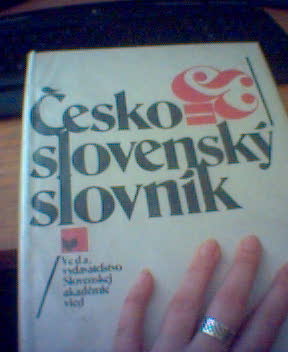 Česko
slovenský
slovník
Veda,
vydavateľstvo
Slovenskej
akadémie
vied